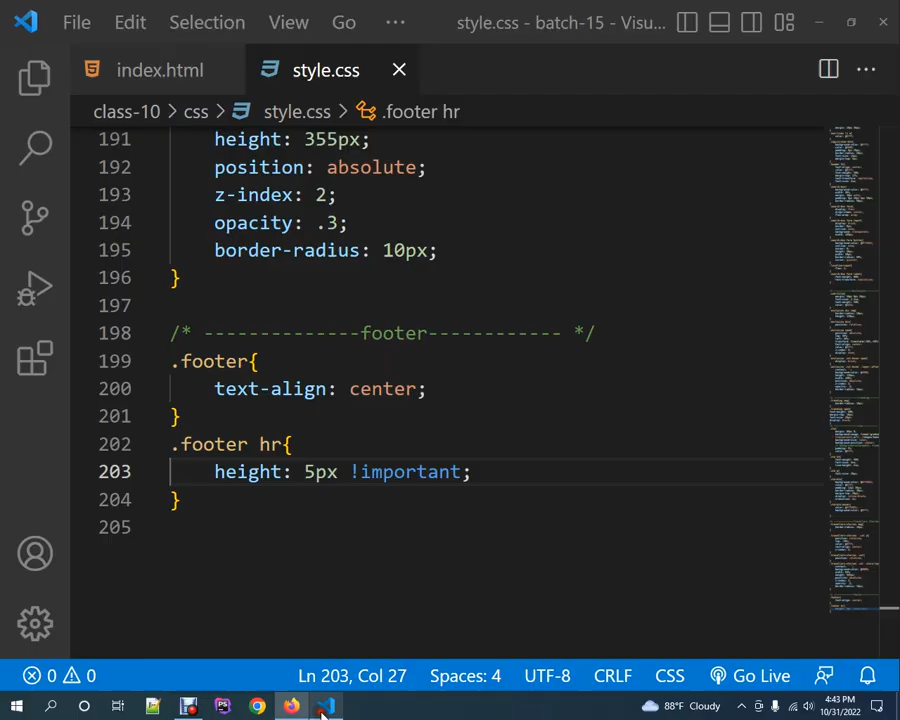 File Edit Selection View Go ··· style.css - batch-15 - Visu...
index.html style.css
class-10 > css > style.css > .footer hr
191 height: 355px;
192 position: absolute;
193 z-index: 2;
194 opacity: .3;
195 border-radius: 10px;
196 }
197
198 /* --------------footer------------ */
199 .footer{
200 text-align: center;
201 }
202 .footer hr{
203 height: 5px !important;
204 }
205
0 0 Ln 203, Col 27 Spaces: 4 UTF-8 CRLF CSS Go Live
88°F Cloudy 4:43 PM
10/31/2022